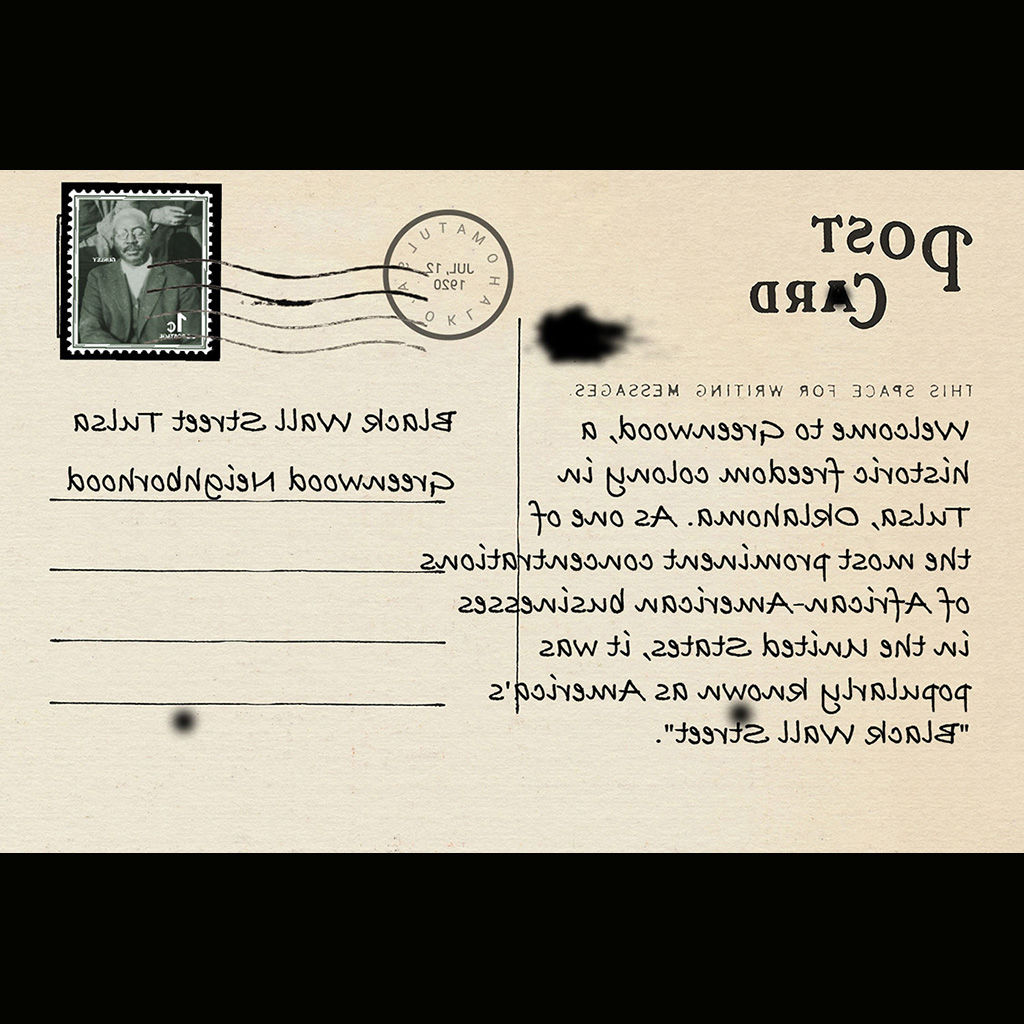 POST
CARD
THIS SPACE FOR WRITING MESSAGES.
Welcome to Greenwood, a
historic freedom colony in
Tulsa, Oklahoma. As one of
the most prominent concentrations
of African-American businesses
in the United States, it was
popularly known as America's
"Black Wall Street".
JUL, 12
1920
GURLEY
1c
Black Wall Street Tulsa
Greenwood Neighborhood